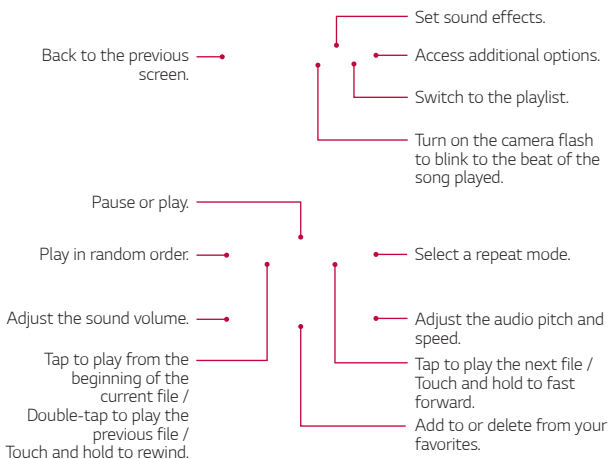 Set sound effects.
Back to the previous
screen.
Access additional options.
Switch to the playlist.
Turn on the camera flash
to blink to the beat of the
song played.
Pause or play.
Play in random order.
Select a repeat mode.
Adjust the sound volume.
Adjust the audio pitch and
speed.
Tap to play from the
beginning of the
current file /
Double-tap to play the
previous file /
Touch and hold to rewind.
Tap to play the next file /
Touch and hold to fast
forward.
Add to or delete from your
favorites.